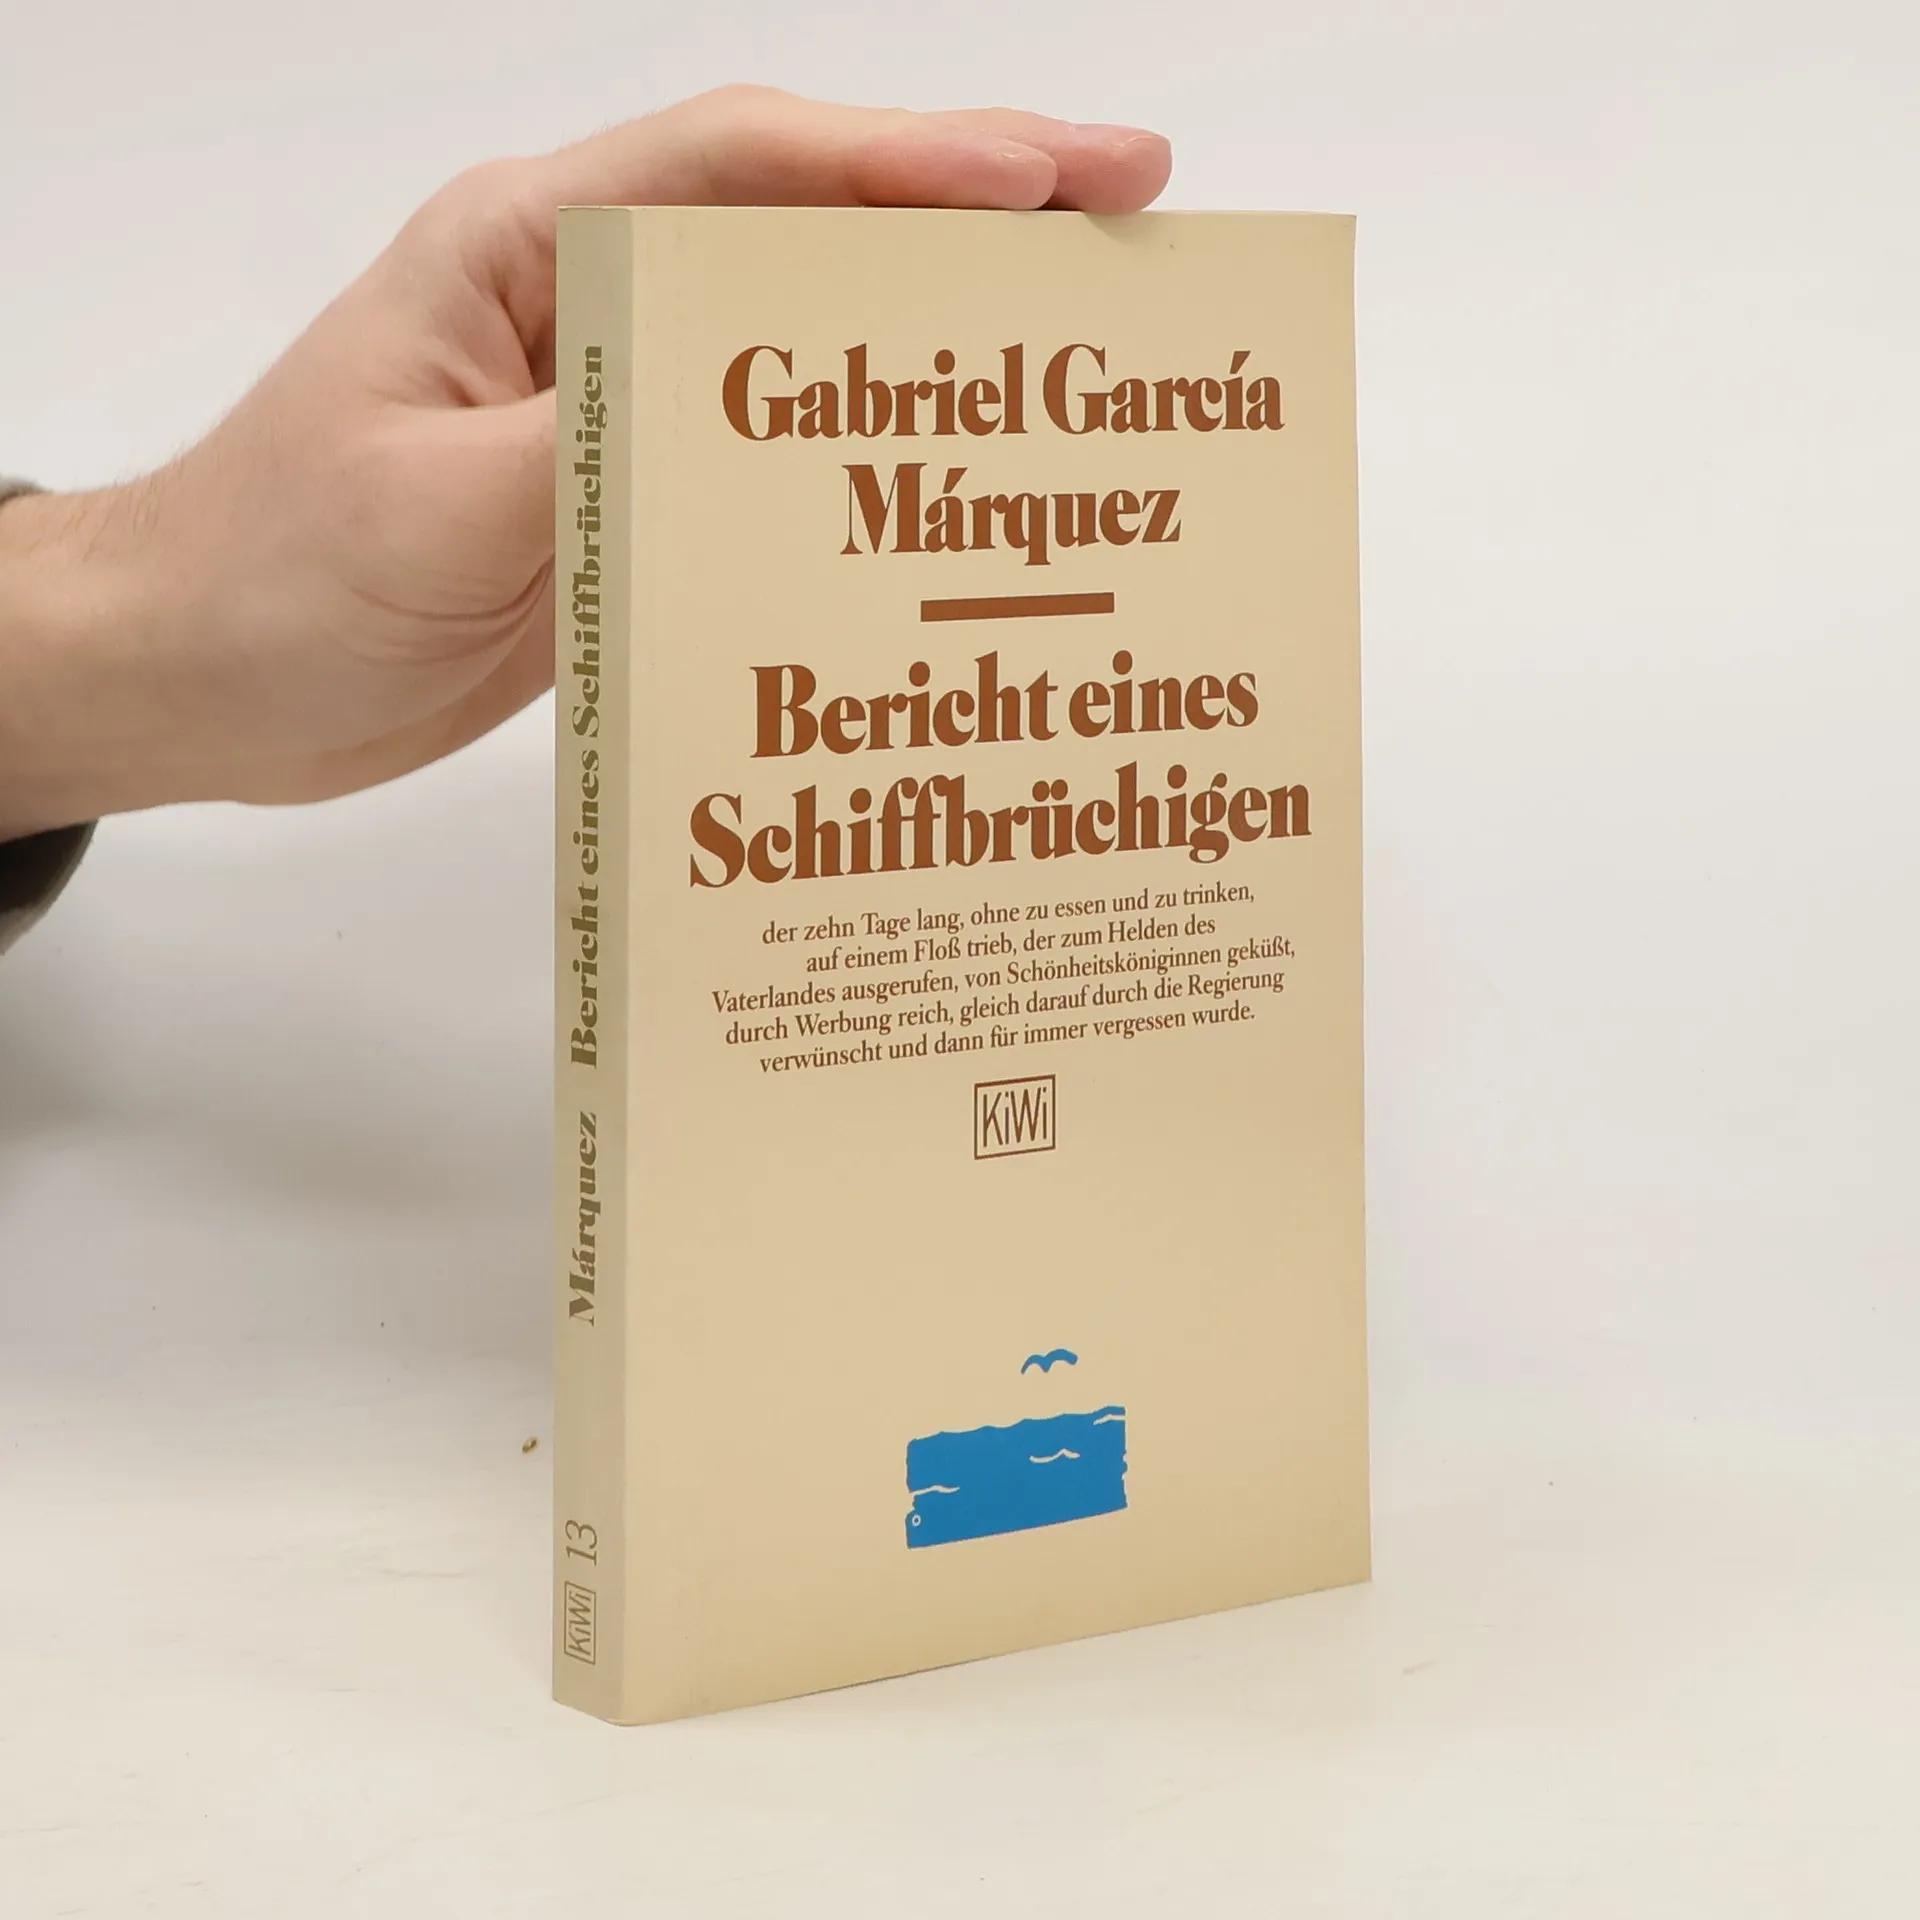 Gabriel García
Márquez
Bericht eines
Schiffbrüchigen
der zehn Tage lang, ohne zu essen und zu trinken,
auf einem Floß trieb, der zum Helden des
Vaterlandes ausgerufen, von Schönheitsköniginnen geküßt,
durch Werbung reich, gleich darauf durch die Regierung
verwünscht und dann für immer vergessen wurde.
KiWi
Márquez Bericht eines Schiffbrüchigen
KiWi 13